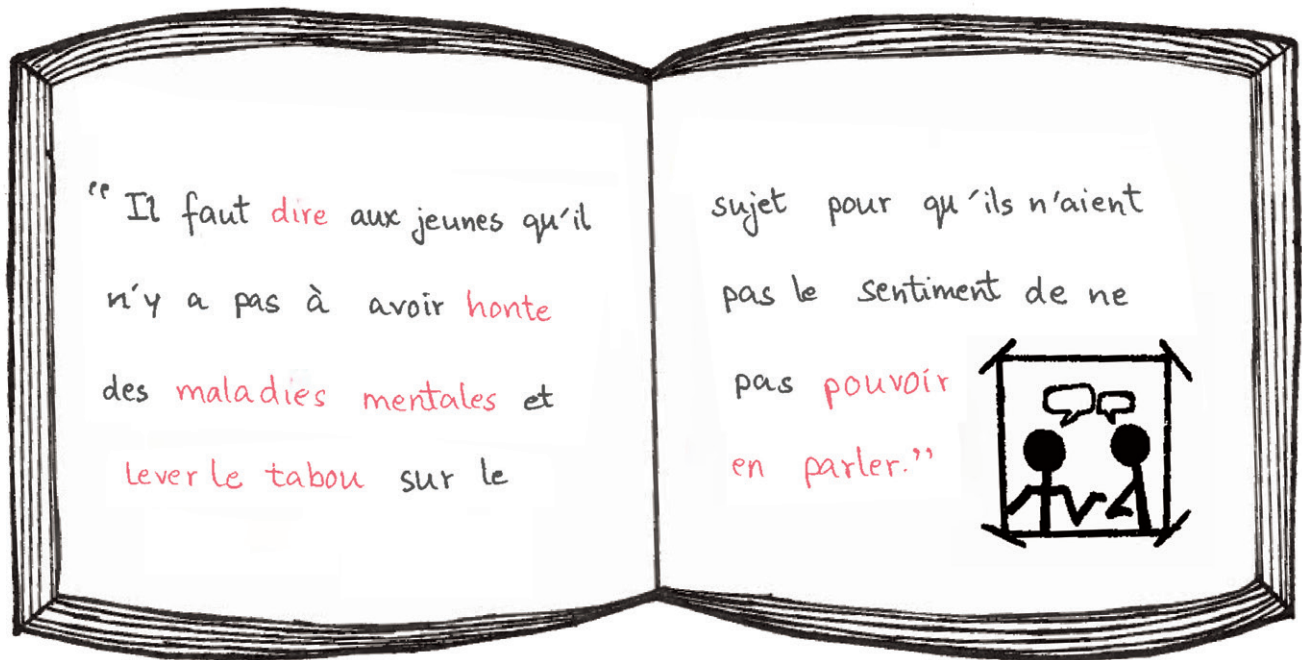 “Il faut dire aux jeunes qu'il
n'y a pas à avoir honte
des maladies mentales et
lever le tabou sur le
sujet pour qu'ils n'aient
pas le sentiment de ne
pas pouvoir
en parler.”